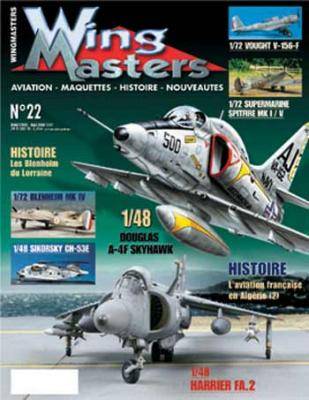 WINGMASTERS
Wing
Masters
AVIATION - MAQUETTES - HISTOIRE - NOUVEAUTES
1/72 VOUGHT V-156-F
1/72 SUPERMARINE
SPITFIRE MK I / V
N°22
HISTOIRE
Les Blenheim
du Lorraine
500
1/72 BLENHEIM MK IV
1/48 SIKORSKY CH-53E
1/48
DOUGLAS
A-4F SKYHAWK
HISTOIRE
L'aviation française
en Algérie (2)
1/48
HARRIER FA.2